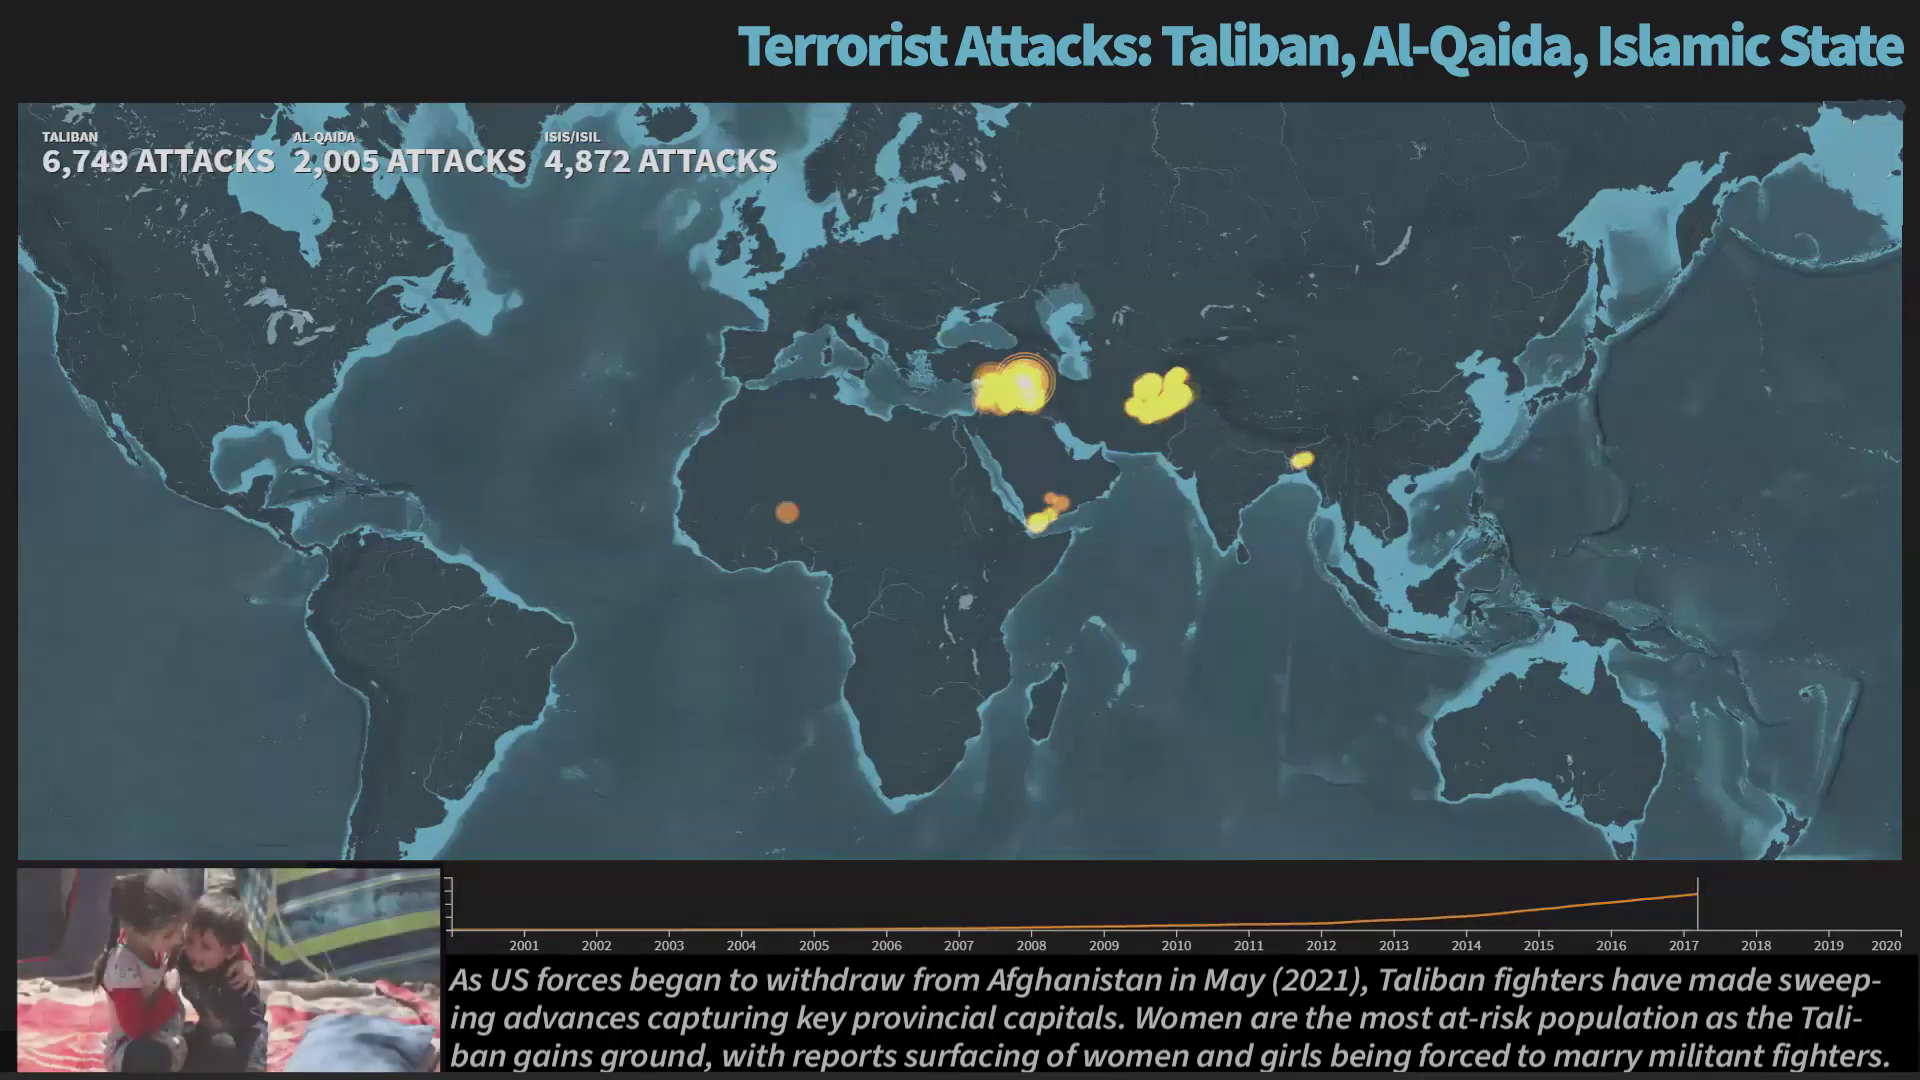 Terrorist Attacks: Taliban, Al-Qaida, Islamic State
TALIBAN
6,749 ATTACKS
AL-QAIDA
2,005 ATTACKS
ISIS/ISIL
4,872 ATTACKS
2001 2002 2003 2004 2005 2006 2007 2008 2009 2010 2011 2012 2013 2014 2015 2016 2017 2018 2019 2020
As US forces began to withdraw from Afghanistan in May (2021), Taliban fighters have made sweep-
ing advances capturing key provincial capitals. Women are the most at-risk population as the Tali-
ban gains ground, with reports surfacing of women and girls being forced to marry militant fighters.